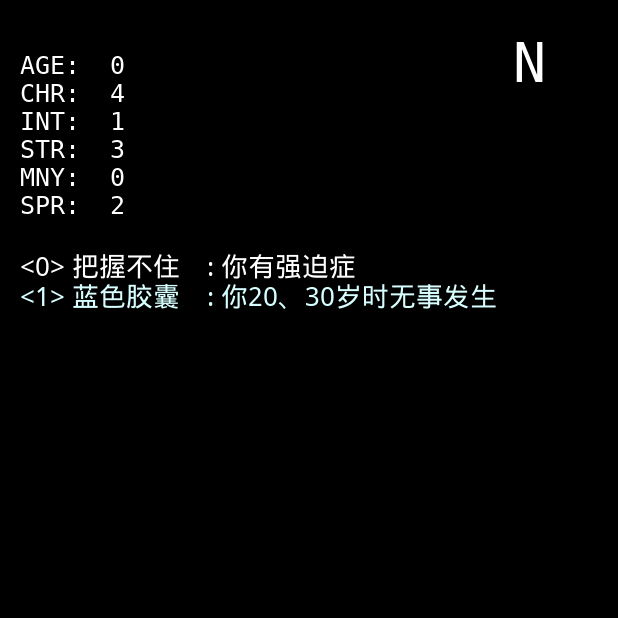 N
AGE: 0
CHR: 4
INT: 1
STR: 3
MNY: 0
SPR: 2
<0> 把握不住 : 你有强迫症
<1> 蓝色胶囊 : 你20、30岁时无事发生